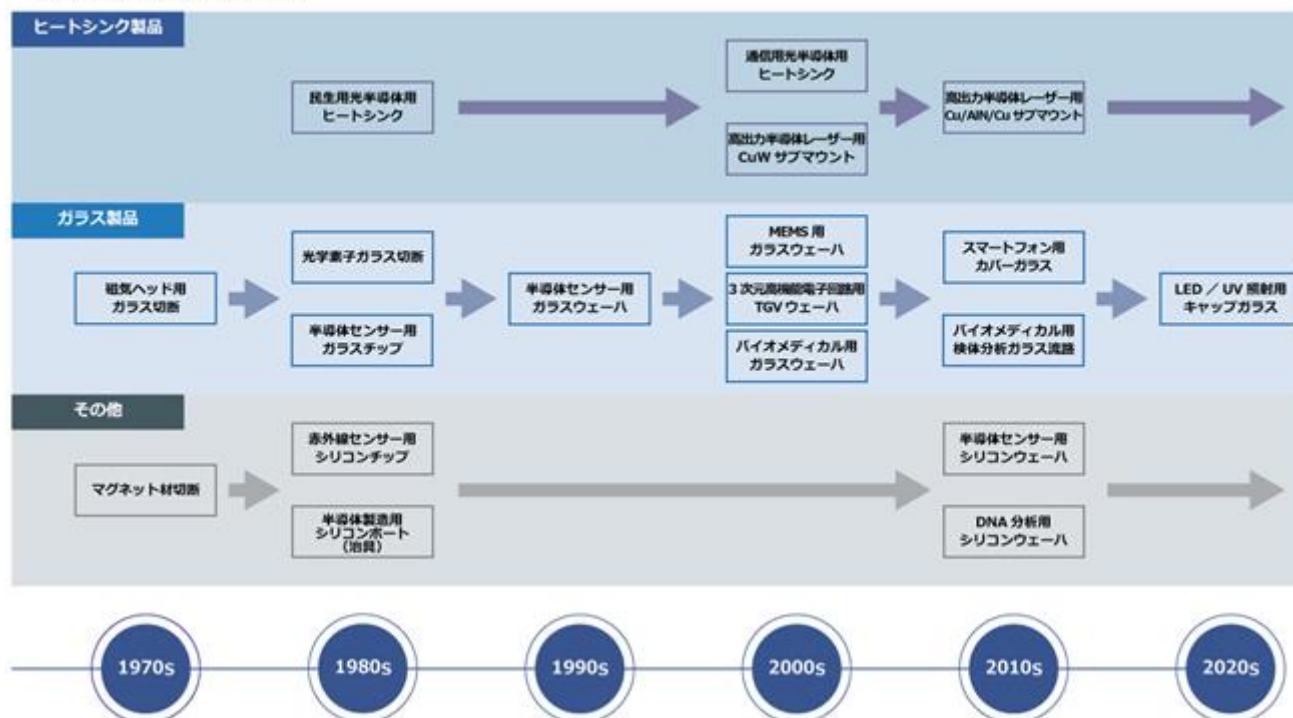 ヒートシンク製品
民生用光半導体用
ヒートシンク
通信用光半導体用
ヒートシンク
高出力半導体レーザー用
CuW サブマウント
高出力半導体レーザー用
Cu/AlN/Cu サブマウント
ガラス製品
磁気ヘッド用
ガラス切断
光学素子ガラス切断
半導体センサー用
ガラスチップ
半導体センサー用
ガラスウェーハ
MEMS 用
ガラスウェーハ
3 次元高機能電子回路用
TGV ウェーハ
バイオメディカル用
ガラスウェーハ
スマートフォン用
カバーガラス
バイオメディカル用
検体分析ガラス流路
LED ／ UV 照射用
キャップガラス
その他
マグネット材切断
赤外線センサー用
シリコンチップ
半導体製造用
シリコンボート
（治具）
半導体センサー用
シリコンウェーハ
DNA 分析用
シリコンウェーハ
1970s
1980s
1990s
2000s
2010s
2020s